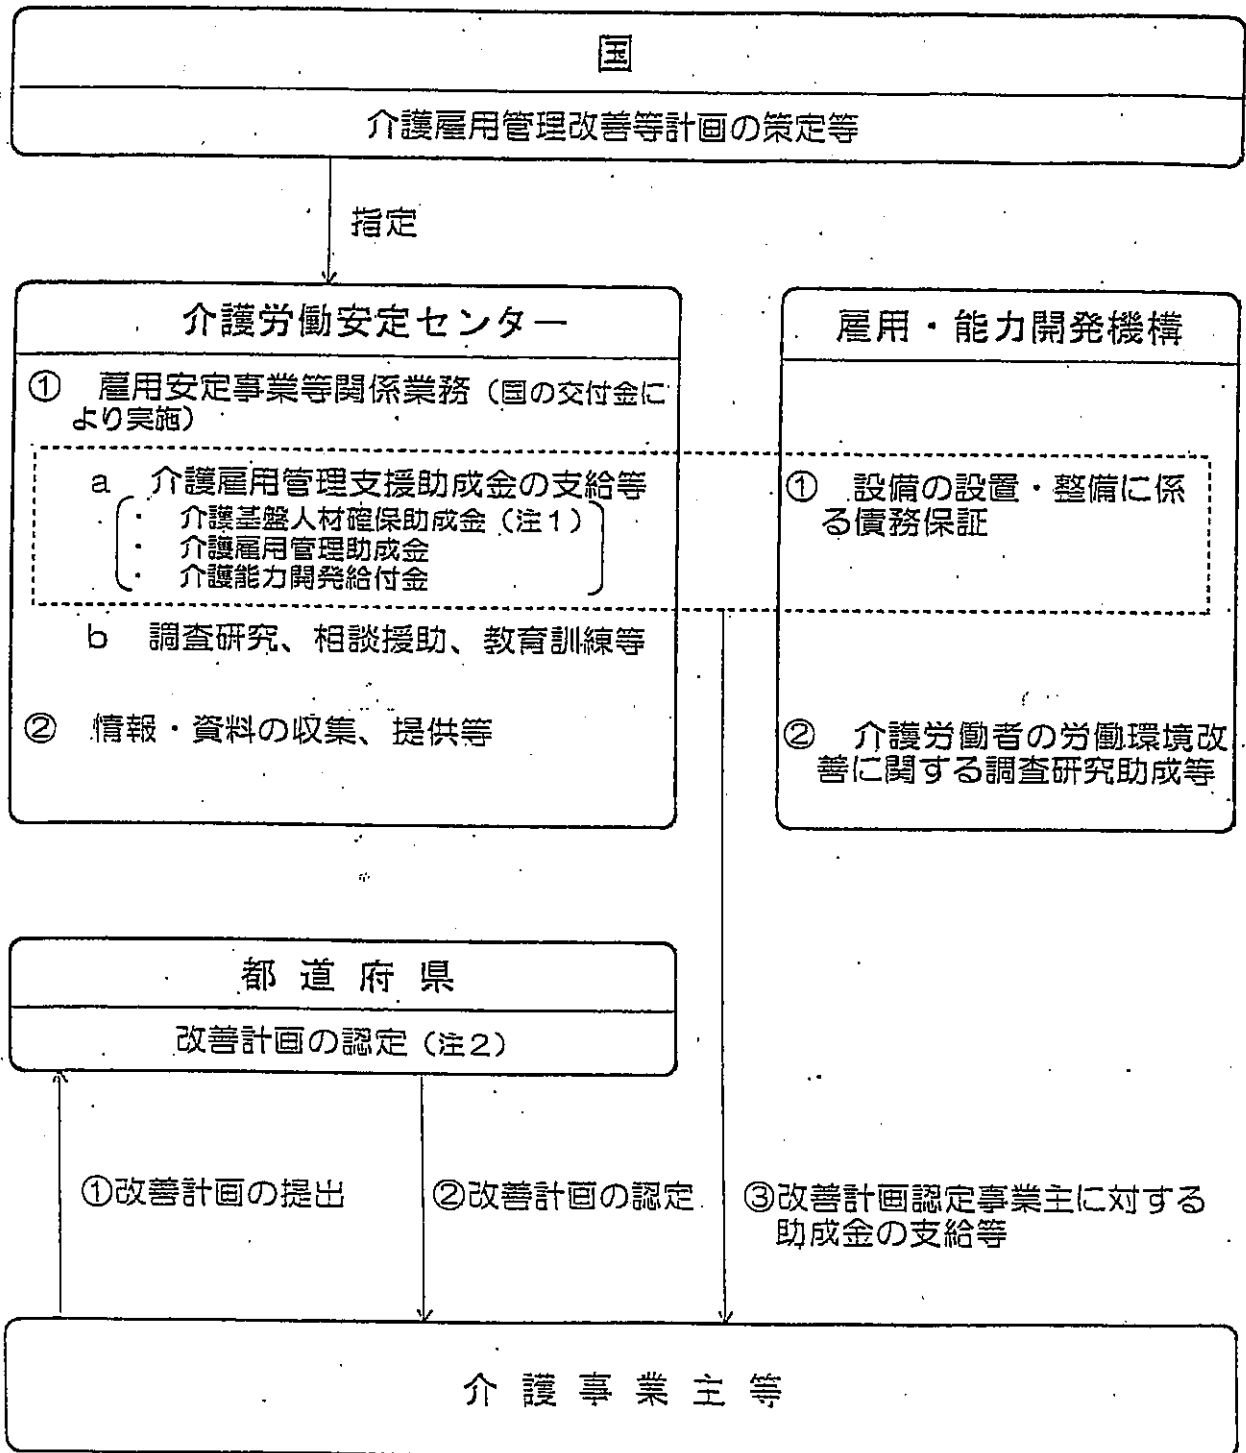 国
介護雇用管理改善等計画の策定等
指定
介護労働安定センター
① 雇用安定事業等関係業務（国の交付金に
より実施）
a 介護雇用管理支援助成金の支給等
・ 介護基盤人材確保助成金（注1）
・ 介護雇用管理助成金
・ 介護能力開発給付金
b 調査研究、相談援助、教育訓練等
② 情報・資料の収集、提供等
雇用・能力開発機構
① 設備の設置・整備に係
る債務保証
② 介護労働者の労働環境改
善に関する調査研究助成等
都道府県
改善計画の認定（注2）
①改善計画の提出
②改善計画の認定
③改善計画認定事業主に対する
助成金の支給等
介護事業主等